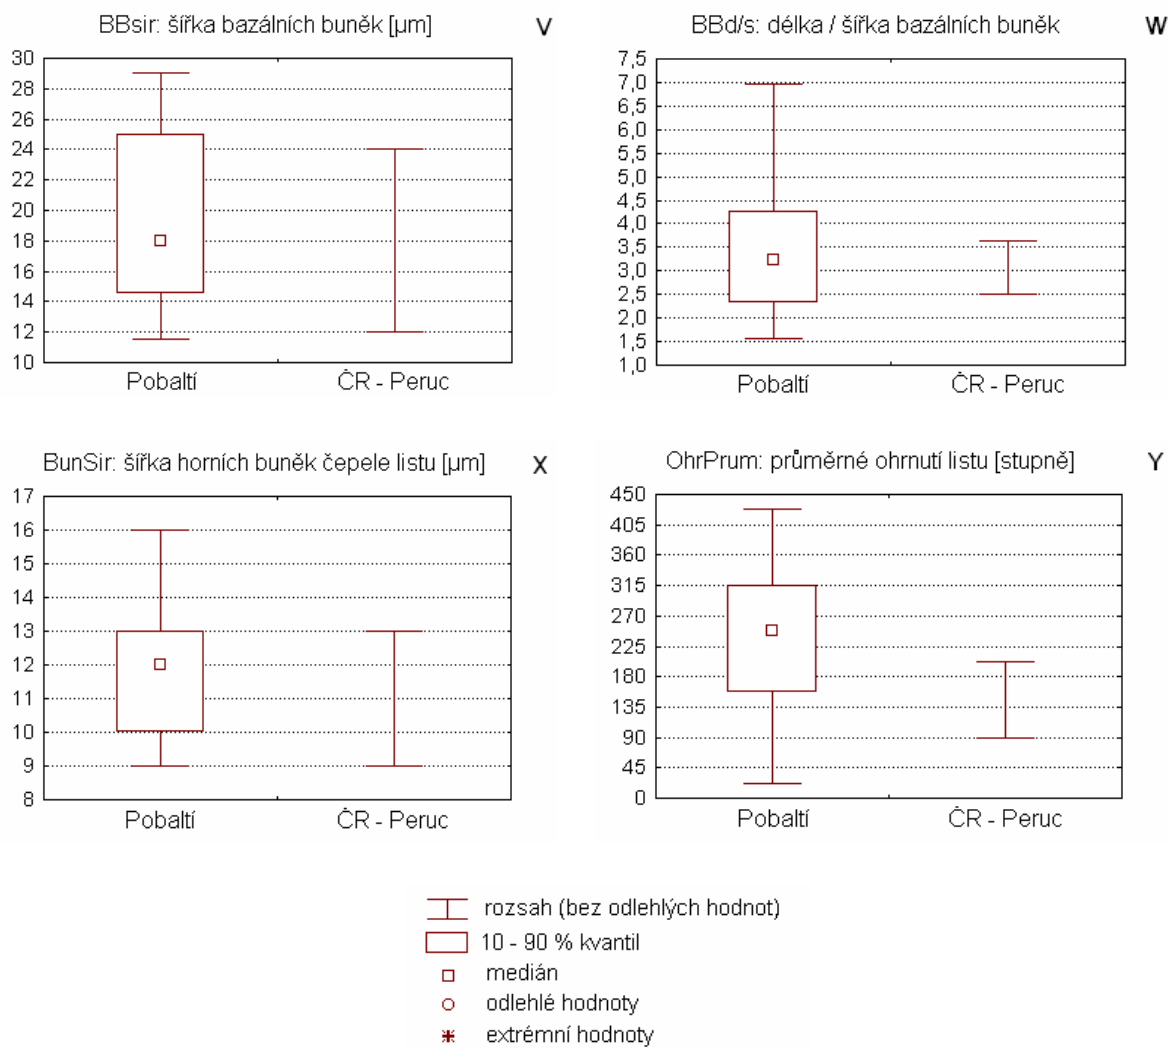 BBsir: šířka bazálních buněk [µm]
V
30
28
26
24
22
20
18
16
14
12
10
Pobaltí
ČR - Peruc
BBd/s: délka / šířka bazálních buněk
W
7,5
7,0
6,5
6,0
5,5
5,0
4,5
4,0
3,5
3,0
2,5
2,0
1,5
1,0
Pobaltí
ČR - Peruc
BunSir: šířka horních buněk čepele listu [µm]
X
17
16
15
14
13
12
11
10
9
8
Pobaltí
ČR - Peruc
OhrPrum: průměrné ohrnutí listu [stupně]
Y
450
405
360
315
270
225
180
135
90
45
0
Pobaltí
ČR - Peruc
rozsah (bez odlehlých hodnot)
10 - 90 % kvantil
medián
odlehlé hodnoty
extrémní hodnoty